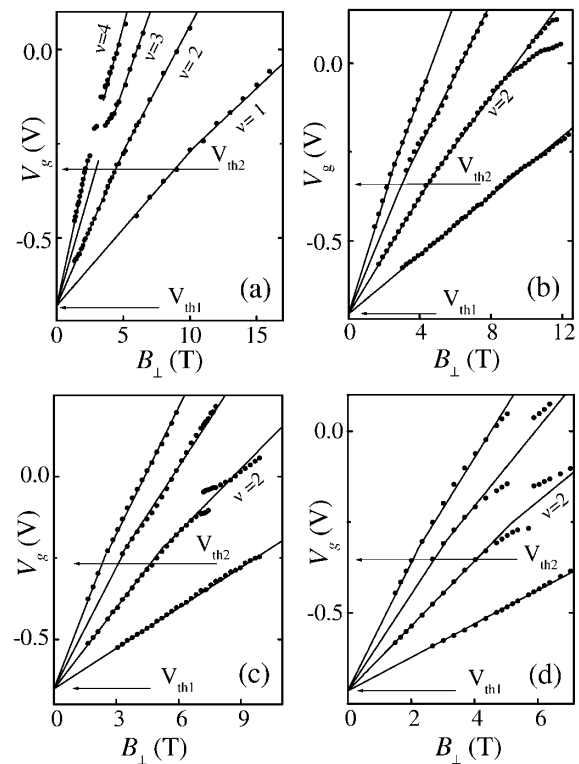 ν=4
ν=3
ν=2
ν=1
0.0
V_th2
V_g (V)
-0.5
V_th1
(a)
0 5 10 15
B_⊥ (T)
0.0
ν=2
V_th2
V_g (V)
-0.5
V_th1
(b)
0 4 8 12
B_⊥ (T)
0.0
ν=2
V_th2
V_g (V)
-0.5
V_th1
(c)
0 3 6 9
B_⊥ (T)
0.0
ν=2
V_th2
V_g (V)
-0.5
V_th1
(d)
0 2 4 6
B_⊥ (T)